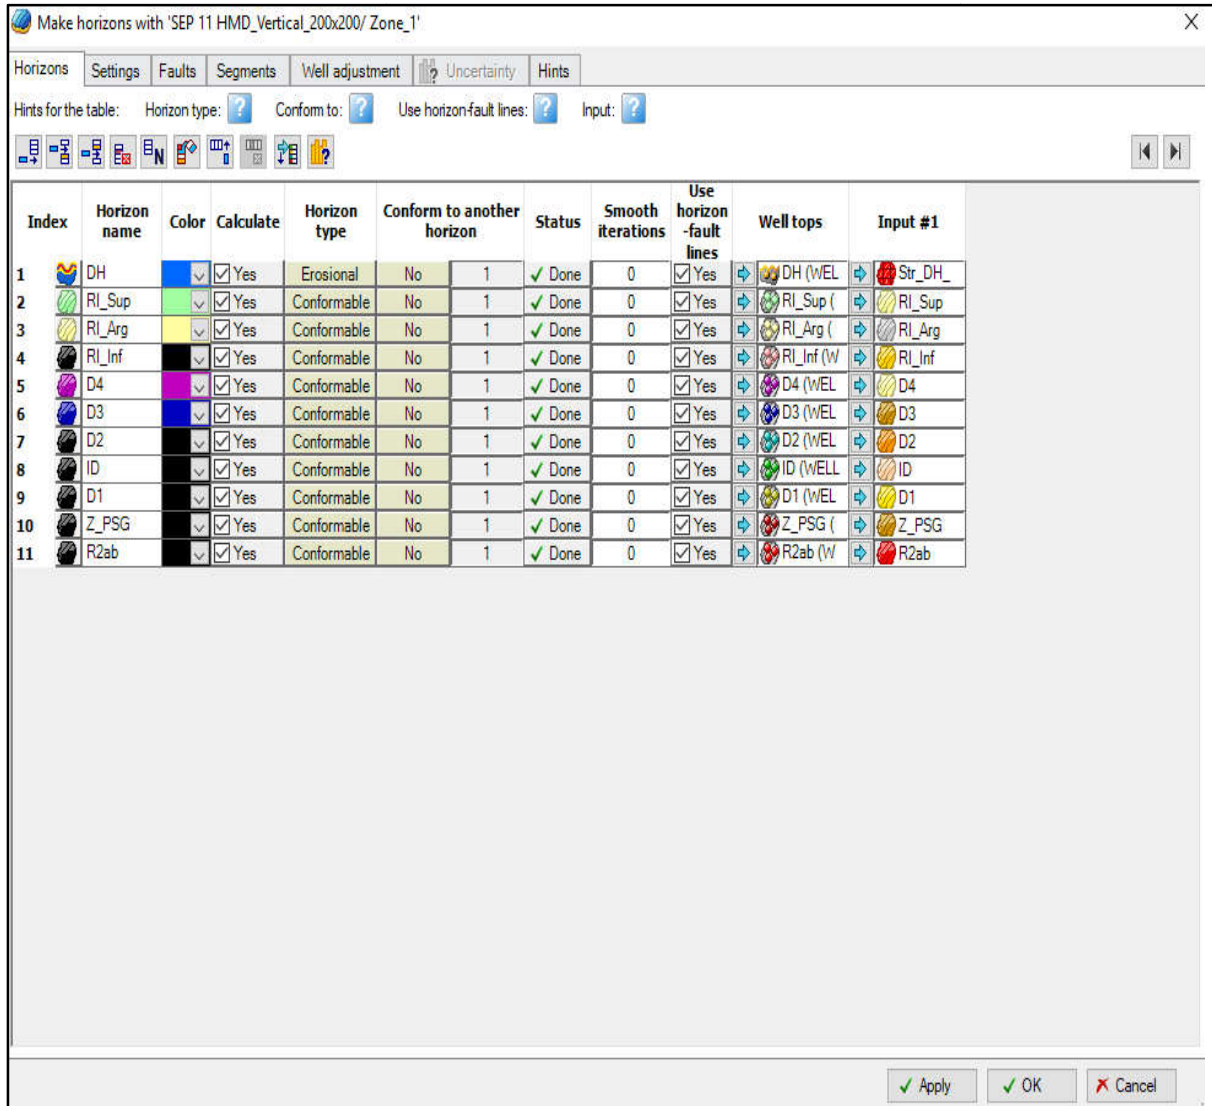 Make horizons with 'SEP 11 HMD_Vertical_200x200/ Zone_1' X
Horizons Settings Faults Segments Well adjustment ? Uncertainty Hints
Hints for the table: Horizon type: ? Conform to: ? Use horizon-fault lines: ? Input: ?
N ?
Index Horizon name Color Calculate Horizon type Conform to another horizon Status Smooth iterations Use horizon -fault lines Well tops Input #1
1 DH Yes Erosional No 1 Done 0 Yes DH (WEL Str_DH_
2 RI_Sup Yes Conformable No 1 Done 0 Yes RI_Sup ( RI_Sup
3 RI_Arg Yes Conformable No 1 Done 0 Yes RI_Arg ( RI_Arg
4 RI_Inf Yes Conformable No 1 Done 0 Yes RI_Inf (W RI_Inf
5 D4 Yes Conformable No 1 Done 0 Yes D4 (WEL D4
6 D3 Yes Conformable No 1 Done 0 Yes D3 (WEL D3
7 D2 Yes Conformable No 1 Done 0 Yes D2 (WEL D2
8 ID Yes Conformable No 1 Done 0 Yes ID (WELL ID
9 D1 Yes Conformable No 1 Done 0 Yes D1 (WEL D1
10 Z_PSG Yes Conformable No 1 Done 0 Yes Z_PSG ( Z_PSG
11 R2ab Yes Conformable No 1 Done 0 Yes R2ab (W R2ab
Apply OK Cancel